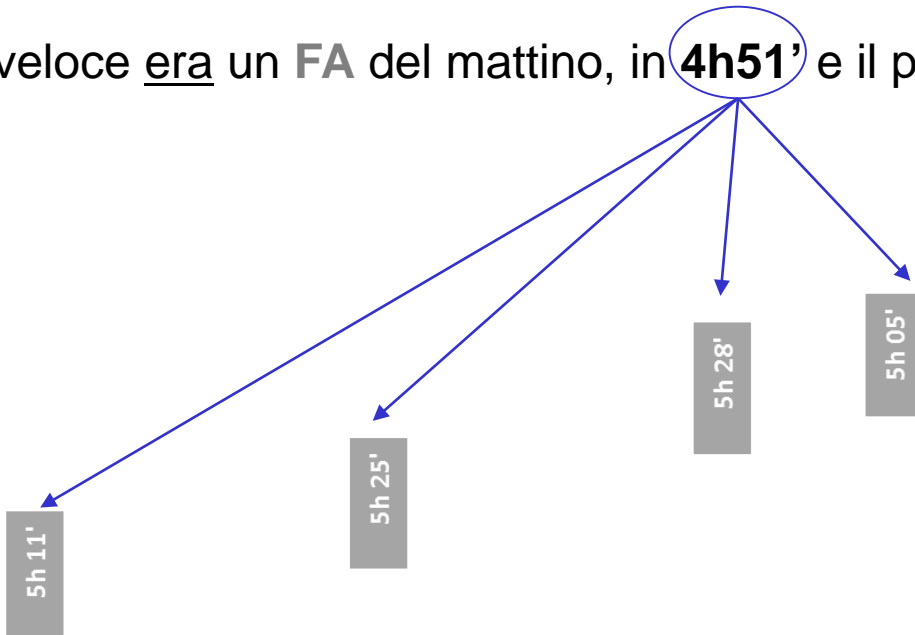 veloce era un FA del mattino, in 4h51’ e il p
5h 05'
5h 28'
5h 25'
5h 11'